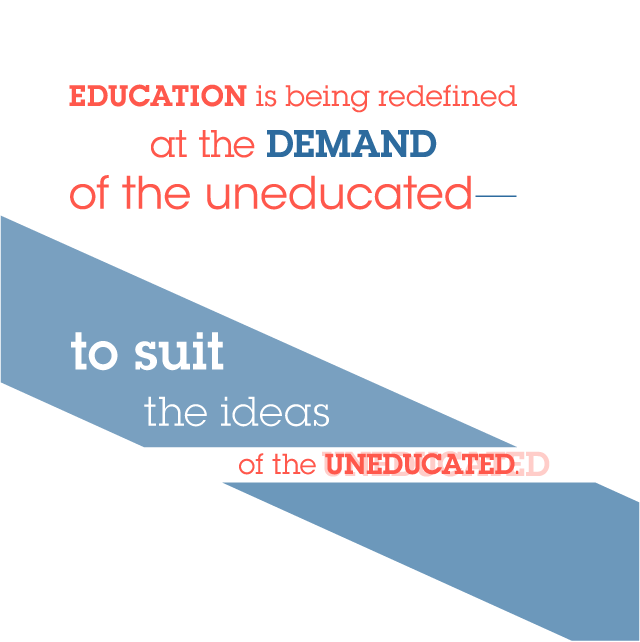 EDUCATION is being redefined
at the DEMAND
of the uneducated—
to suit
the ideas
of the UNEDUCATED.